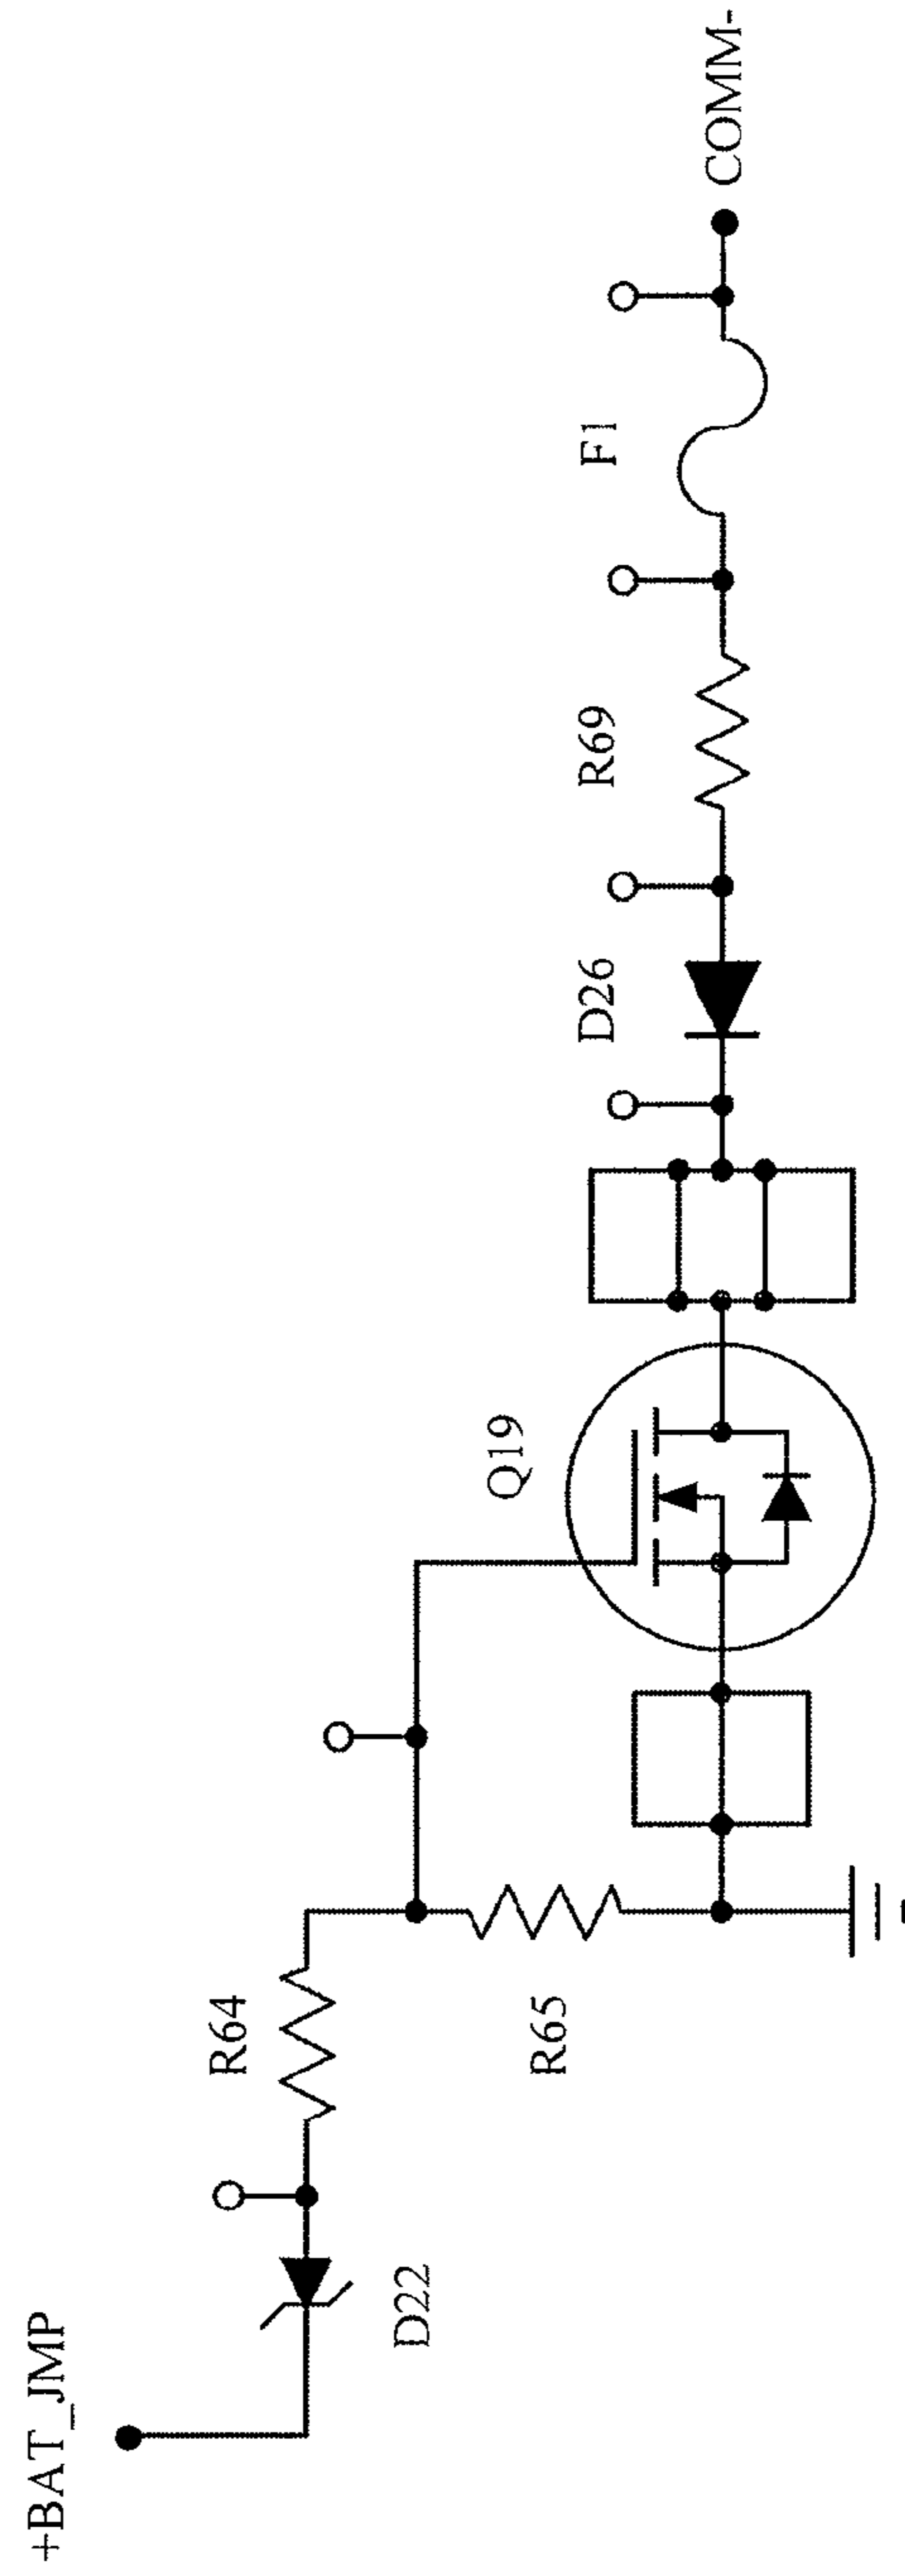 +BAT_JMP
D22
R64
R65
Q19
D26
R69
F1
COMM-